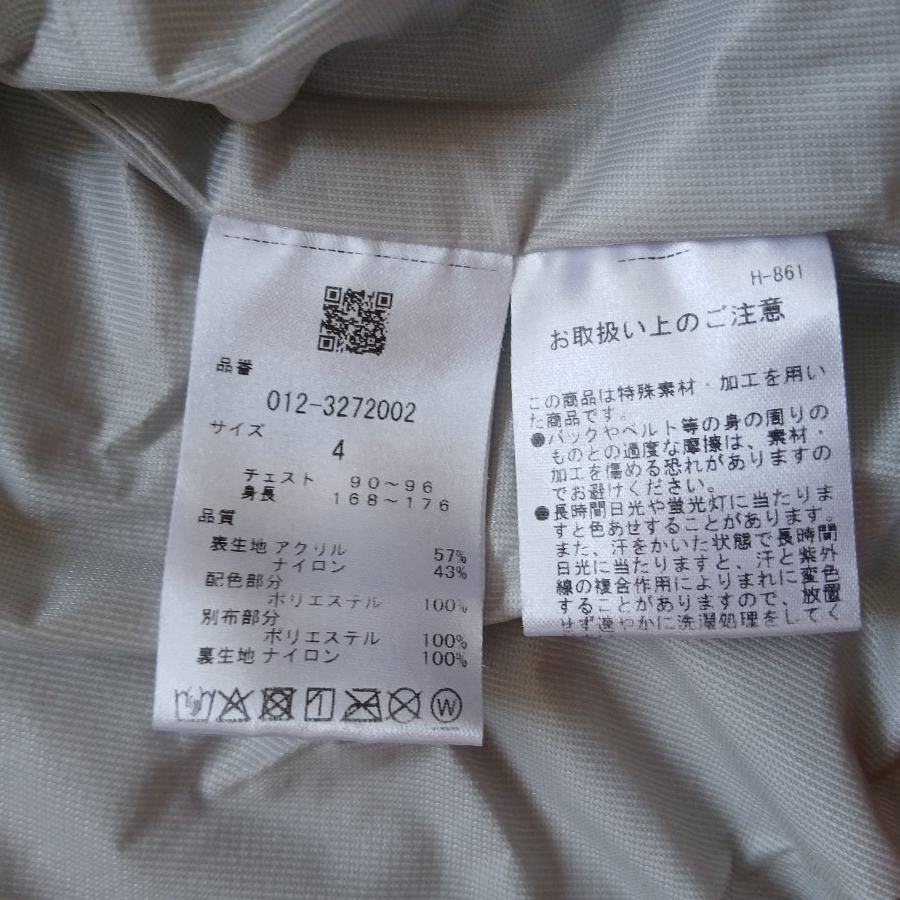 品番
012-3272002
サイズ
4
チェスト 90～96
身長 168～176
品質
表生地 アクリル 57%
ナイロン 43%
配色部分
ポリエステル 100%
別布部分
ポリエステル 100%
裏生地 ナイロン 100%
W
H-861
お取扱い上のご注意
この商品は特殊素材・加工を用い
た商品です。
●バックやベルト等の身の周りの
ものとの過度な摩擦は、素材・
加工を傷める恐れがありますの
でお避けください。
●長時間日光や蛍光灯に当たりま
すと色あせすることがあります。
また、汗をかいた状態で長時間
日光に当たりますと、汗と紫外
線の複合作用によりまれに変色
することがありますので、放置
せず速やかに洗濯処理をしてく